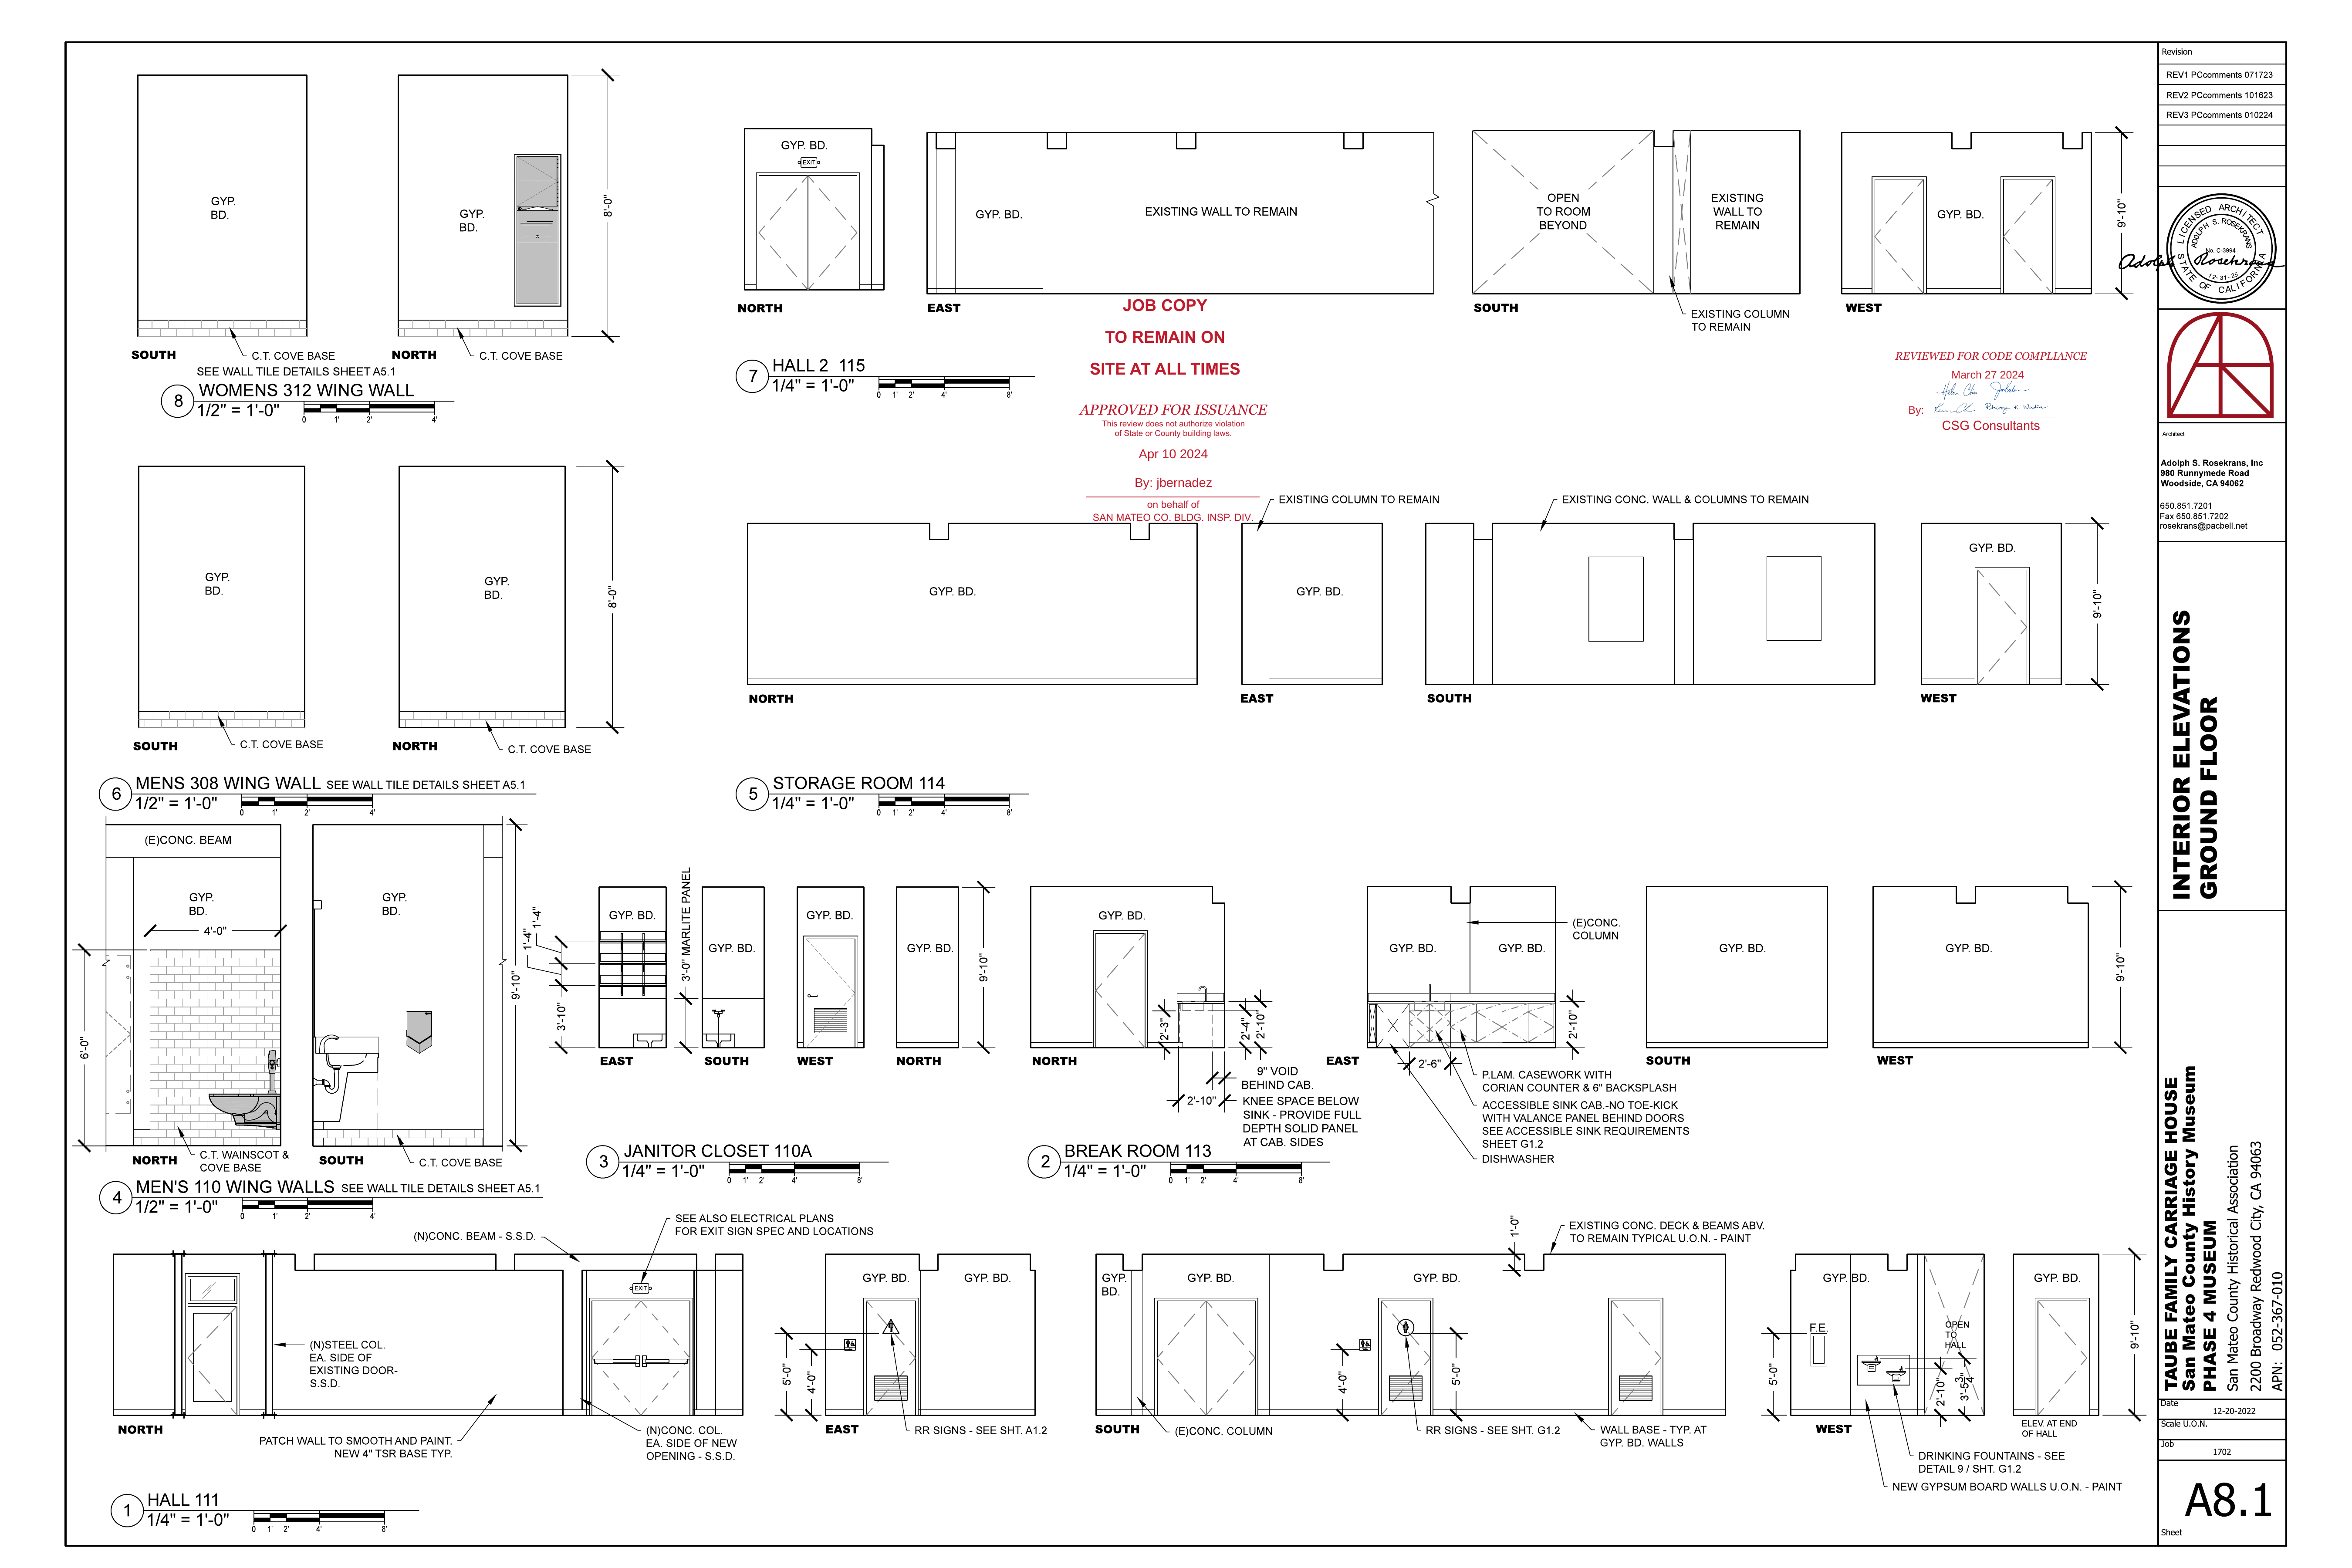 GYP.
BD.
SOUTH
C.T. COVE BASE
SEE WALL TILE DETAILS SHEET A5.1
GYP.
BD.
NORTH
C.T. COVE BASE
8'-0"
8
WOMENS 312 WING WALL
1/2" = 1'-0"
0 1' 2' 4'
GYP. BD.
EXIT
NORTH
GYP. BD.
EXISTING WALL TO REMAIN
EAST
OPEN
TO ROOM
BEYOND
EXISTING
WALL TO
REMAIN
SOUTH
EXISTING COLUMN
TO REMAIN
GYP. BD.
WEST
9'-10"
7
HALL 2 115
1/4" = 1'-0"
0 1' 2' 4' 8'
JOB COPY
TO REMAIN ON
SITE AT ALL TIMES
APPROVED FOR ISSUANCE
This review does not authorize violation
of State or County building laws.
Apr 10 2024
By: jbernadez
on behalf of
SAN MATEO CO. BLDG. INSP. DIV.
REVIEWED FOR CODE COMPLIANCE
March 27 2024
By:
CSG Consultants
GYP.
BD.
SOUTH
C.T. COVE BASE
GYP.
BD.
NORTH
C.T. COVE BASE
8'-0"
6
MENS 308 WING WALL SEE WALL TILE DETAILS SHEET A5.1
1/2" = 1'-0"
0 1' 2' 4'
GYP. BD.
NORTH
EXISTING COLUMN TO REMAIN
GYP. BD.
EAST
EXISTING CONC. WALL & COLUMNS TO REMAIN
SOUTH
GYP. BD.
WEST
9'-10"
5
STORAGE ROOM 114
1/4" = 1'-0"
0 1' 2' 4' 8'
(E)CONC. BEAM
GYP.
BD.
4'-0"
6'-0"
NORTH
C.T. WAINSCOT &
COVE BASE
GYP.
BD.
9'-10"
SOUTH
C.T. COVE BASE
4
MEN'S 110 WING WALLS SEE WALL TILE DETAILS SHEET A5.1
1/2" = 1'-0"
0 1' 2' 4'
1'-4"
1'-4"
3'-10"
GYP. BD.
EAST
3'-0" MARLITE PANEL
GYP. BD.
SOUTH
GYP. BD.
WEST
GYP. BD.
NORTH
9'-10"
3
JANITOR CLOSET 110A
1/4" = 1'-0"
0 1' 2' 4' 8'
GYP. BD.
NORTH
2'-3"
2'-4"
2'-10"
9" VOID
BEHIND CAB.
2'-10"
KNEE SPACE BELOW
SINK - PROVIDE FULL
DEPTH SOLID PANEL
AT CAB. SIDES
GYP. BD.
GYP. BD.
(E)CONC.
COLUMN
EAST
2'-6"
2'-10"
P.LAM. CASEWORK WITH
CORIAN COUNTER & 6" BACKSPLASH
ACCESSIBLE SINK CAB.-NO TOE-KICK
WITH VALANCE PANEL BEHIND DOORS
SEE ACCESSIBLE SINK REQUIREMENTS
SHEET G1.2
DISHWASHER
GYP. BD.
SOUTH
GYP. BD.
WEST
9'-10"
2
BREAK ROOM 113
1/4" = 1'-0"
0 1' 2' 4' 8'
(N)CONC. BEAM - S.S.D.
SEE ALSO ELECTRICAL PLANS
FOR EXIT SIGN SPEC AND LOCATIONS
EXIT
(N)STEEL COL.
EA. SIDE OF
EXISTING DOOR-
S.S.D.
NORTH
PATCH WALL TO SMOOTH AND PAINT.
NEW 4" TSR BASE TYP.
(N)CONC. COL.
EA. SIDE OF NEW
OPENING - S.S.D.
5'-0"
4'-0"
GYP. BD.
GYP. BD.
EAST
RR SIGNS - SEE SHT. A1.2
GYP.
BD.
GYP. BD.
GYP. BD.
1'-0"
EXISTING CONC. DECK & BEAMS ABV.
TO REMAIN TYPICAL U.O.N. - PAINT
4'-0"
5'-0"
SOUTH
(E)CONC. COLUMN
RR SIGNS - SEE SHT. G1.2
WALL BASE - TYP. AT
GYP. BD. WALLS
GYP. BD.
F.E.
OPEN
TO
HALL
5'-0"
2'-10"
3'-5 3/4"
WEST
DRINKING FOUNTAINS - SEE
DETAIL 9 / SHT. G1.2
NEW GYPSUM BOARD WALLS U.O.N. - PAINT
GYP. BD.
ELEV. AT END
OF HALL
9'-10"
1
HALL 111
1/4" = 1'-0"
0 1' 2' 4' 8'
Revision
REV1 PCcomments 071723
REV2 PCcomments 101623
REV3 PCcomments 010224
LICENSED ARCHITECT
ADOLPH S. ROSEKRANS
No. C-3994
Adolph Rosekrans
12-31-25
STATE OF CALIFORNIA
Architect
Adolph S. Rosekrans, Inc
980 Runnymede Road
Woodside, CA 94062
650.851.7201
Fax 650.851.7202
rosekrans@pacbell.net
INTERIOR ELEVATIONS
GROUND FLOOR
TAUBE FAMILY CARRIAGE HOUSE
San Mateo County History Museum
PHASE 4 MUSEUM
San Mateo County Historical Association
2200 Broadway Redwood City, CA 94063
APN: 052-367-010
Date
12-20-2022
Scale U.O.N.
Job
1702
A8.1
Sheet